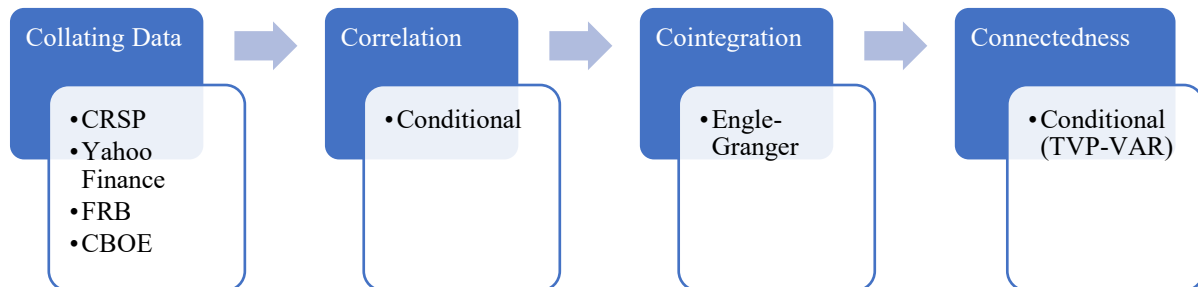 Collating Data
•CRSP
•Yahoo
Finance
•FRB
•CBOE
Correlation
•Conditional
Cointegration
•Engle-
Granger
Connectedness
•Conditional
(TVP-VAR)